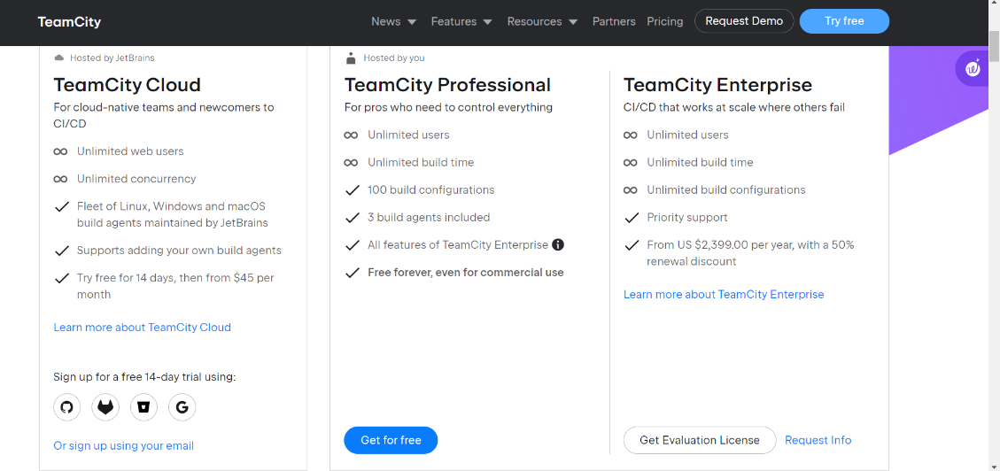 TeamCity
News
Features
Resources
Partners
Pricing
Request Demo
Try free
Hosted by JetBrains
TeamCity Cloud
For cloud-native teams and newcomers to
CI/CD
Unlimited web users
Unlimited concurrency
Fleet of Linux, Windows and macOS
build agents maintained by JetBrains
Supports adding your own build agents
Try free for 14 days, then from $45 per
month
Learn more about TeamCity Cloud
Sign up for a free 14-day trial using:
Or sign up using your email
Hosted by you
TeamCity Professional
For pros who need to control everything
Unlimited users
Unlimited build time
100 build configurations
3 build agents included
All features of TeamCity Enterprise
Free forever, even for commercial use
Get for free
TeamCity Enterprise
CI/CD that works at scale where others fail
Unlimited users
Unlimited build time
Unlimited build configurations
Priority support
From US $2,399.00 per year, with a 50%
renewal discount
Learn more about TeamCity Enterprise
Get Evaluation License
Request Info